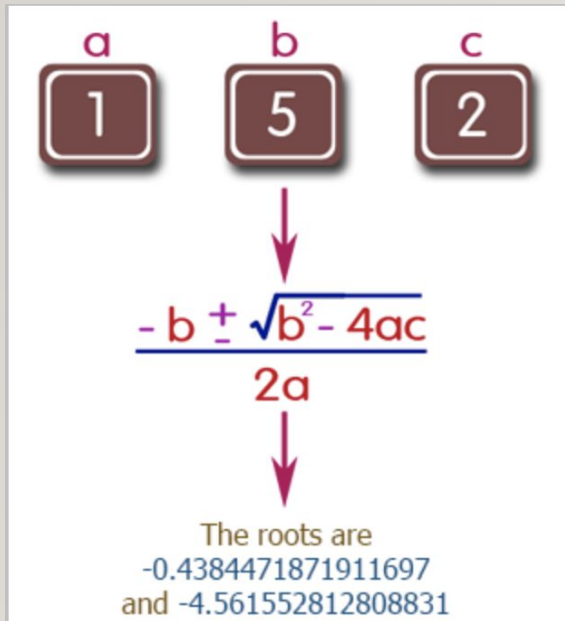 a b c
1 5 2
- b ± √b² - 4ac
2a
The roots are
-0.4384471871911697
and -4.561552812808831